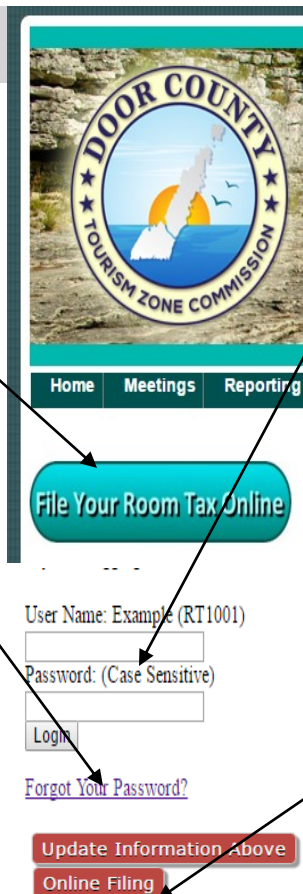 DOOR COUNTY
TOURISM ZONE COMMISSION
Home Meetings Reporting
File Your Room Tax Online
User Name: Example (RT1001)
Password: (Case Sensitive)
Login
Forgot Your Password?
Update Information Above
Online Filing